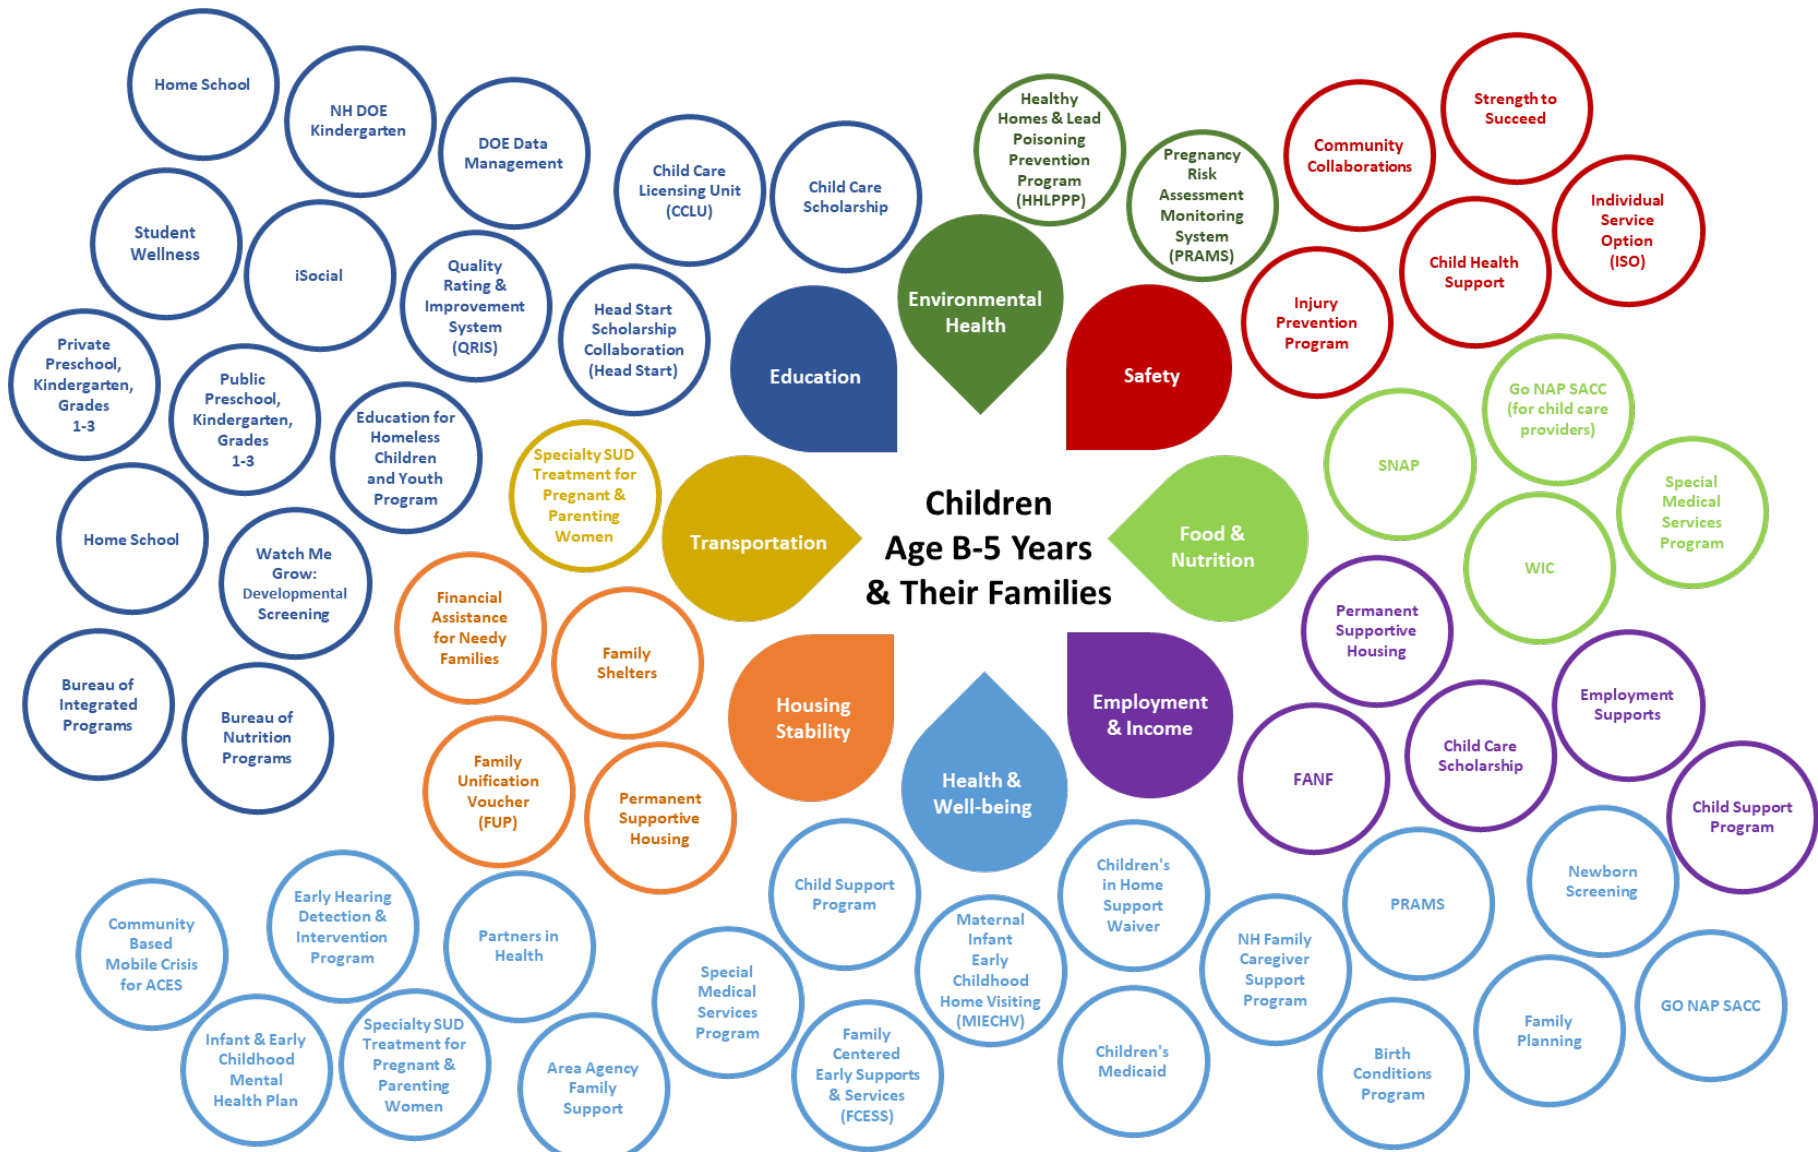 Home School
NH DOE
Kindergarten
DOE Data
Management
Child Care
Licensing Unit
(CCLU)
Child Care
Scholarship
Student
Wellness
iSocial
Quality
Rating &
Improvement
System
(QRIS)
Head Start
Scholarship
Collaboration
(Head Start)
Private
Preschool,
Kindergarten,
Grades
1-3
Public
Preschool,
Kindergarten,
Grades
1-3
Education for
Homeless
Children
and Youth
Program
Home School
Watch Me
Grow:
Developmental
Screening
Bureau of
Integrated
Programs
Bureau of
Nutrition
Programs
Education
Healthy
Homes & Lead
Poisoning
Prevention
Program
(HHLPPP)
Pregnancy
Risk
Assessment
Monitoring
System
(PRAMS)
Environmental
Health
Community
Collaborations
Strength to
Succeed
Individual
Service
Option
(ISO)
Child Health
Support
Injury
Prevention
Program
Safety
Specialty SUD
Treatment for
Pregnant &
Parenting
Women
Transportation
Children
Age B-5 Years
& Their Families
Food &
Nutrition
SNAP
Go NAP SACC
(for child care
providers)
Special
Medical
Services
Program
WIC
Financial
Assistance
for Needy
Families
Family
Shelters
Family
Unification
Voucher
(FUP)
Permanent
Supportive
Housing
Housing
Stability
Health &
Well-being
Employment
& Income
Permanent
Supportive
Housing
FANF
Child Care
Scholarship
Employment
Supports
Child Support
Program
Community
Based
Mobile Crisis
for ACES
Early Hearing
Detection &
Intervention
Program
Partners in
Health
Infant & Early
Childhood
Mental
Health Plan
Specialty SUD
Treatment for
Pregnant &
Parenting
Women
Area Agency
Family
Support
Special
Medical
Services
Program
Child Support
Program
Family
Centered
Early Supports
& Services
(FCESS)
Maternal
Infant
Early
Childhood
Home Visiting
(MIECHV)
Children's
in Home
Support
Waiver
Children's
Medicaid
NH Family
Caregiver
Support
Program
PRAMS
Birth
Conditions
Program
Newborn
Screening
Family
Planning
GO NAP SACC